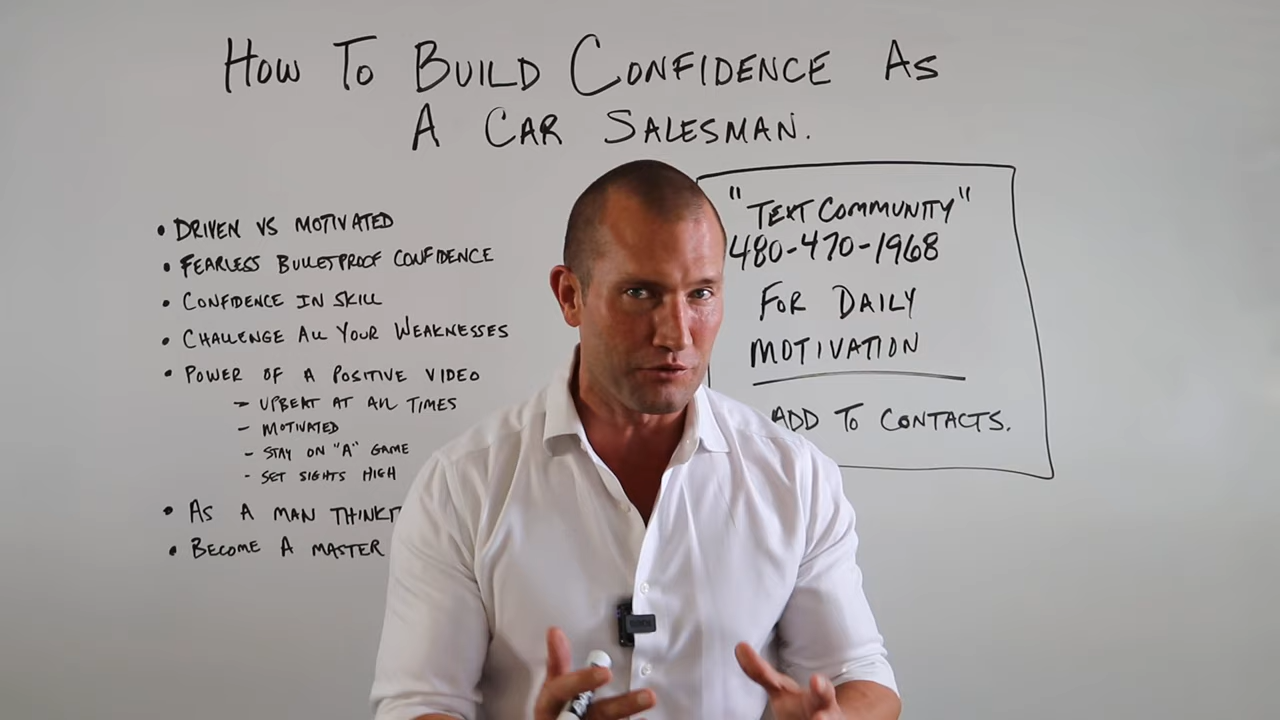 How To Build Confidence As
A Car Salesman.
• Driven vs Motivated
• Fearless Bulletproof Confidence
• Confidence In Skill
• Challenge All Your Weaknesses
• Power of a Positive Video
- Upbeat at all times
- Motivated
- Stay on "A" Game
- Set sights high
• As a man
• Become a master
"Text Community"
480-470-1968
For Daily
Motivation
Add To Contacts.